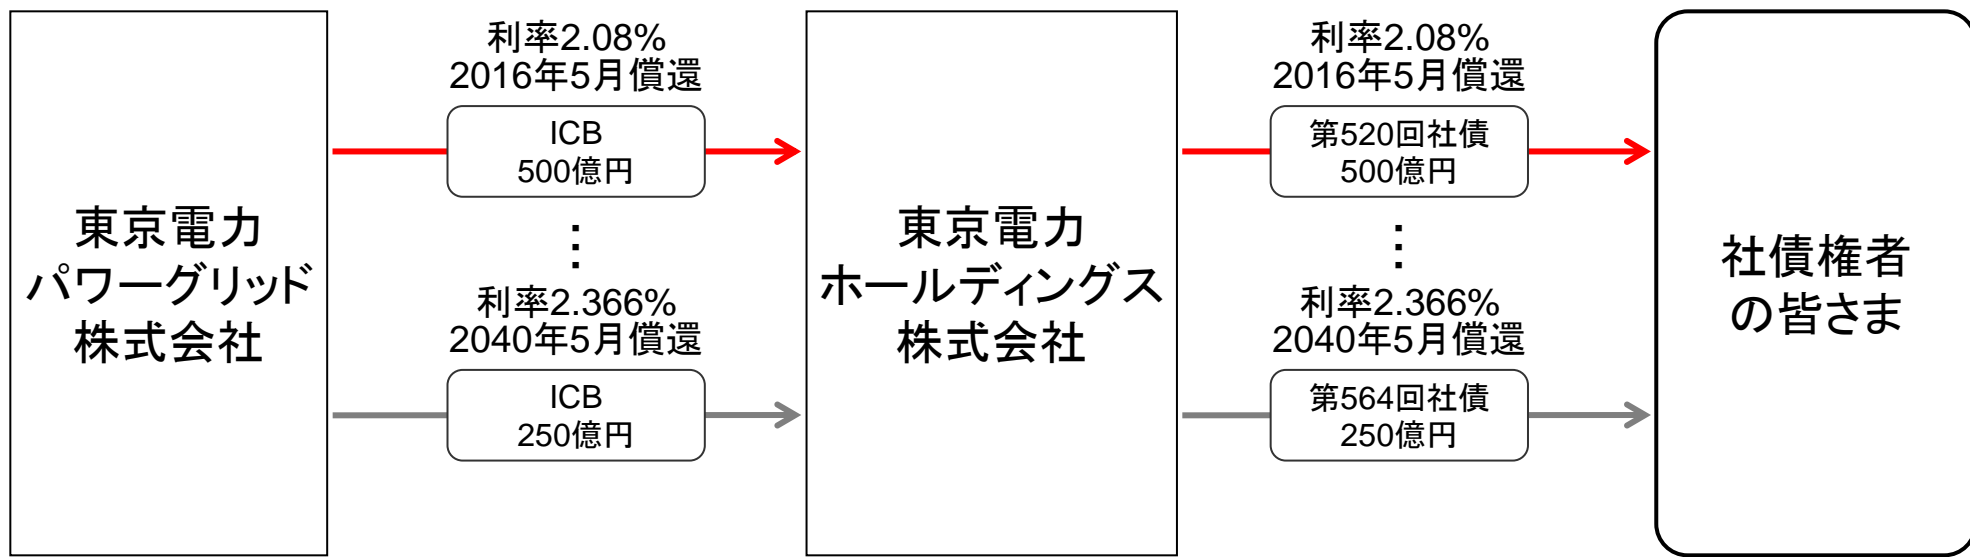 東京電力
パワーグリッド
株式会社
利率2.08%
2016年5月償還
ICB
500億円
⋮
利率2.366%
2040年5月償還
ICB
250億円
東京電力
ホールディングス
株式会社
利率2.08%
2016年5月償還
第520回社債
500億円
⋮
利率2.366%
2040年5月償還
第564回社債
250億円
社債権者
の皆さま